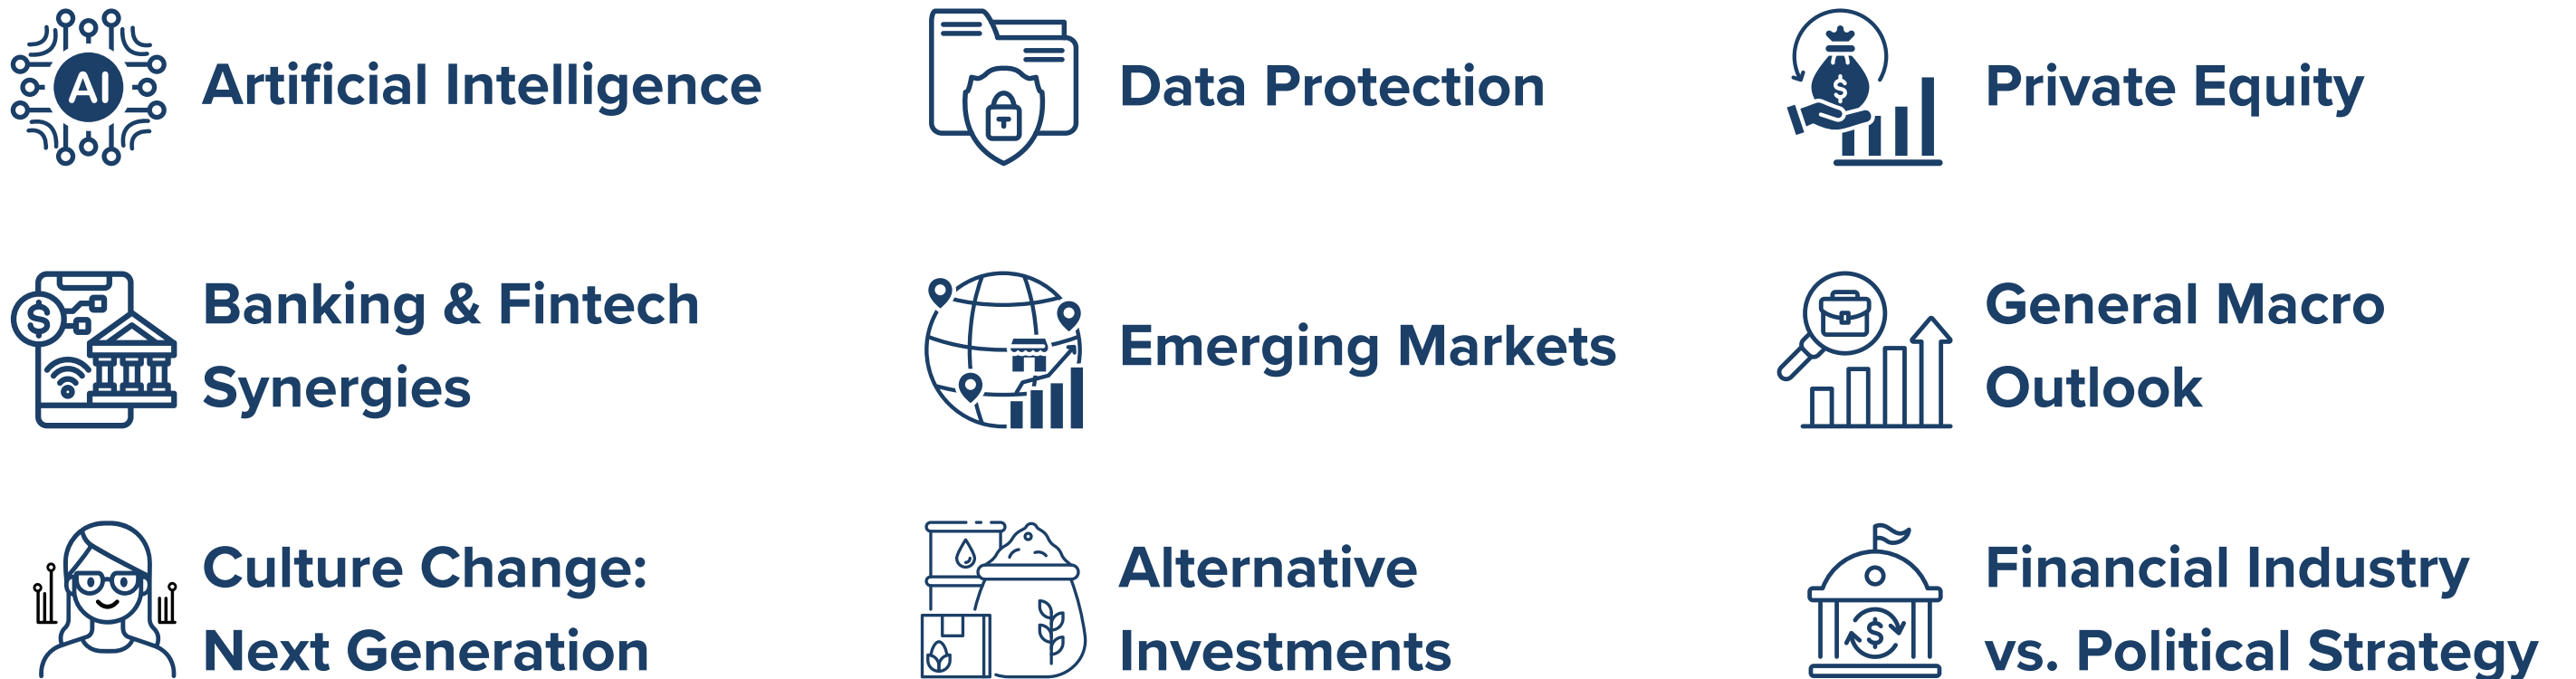 AI
Artificial Intelligence
Data Protection
$
Private Equity
$
Banking & Fintech
Synergies
Emerging Markets
General Macro
Outlook
Culture Change:
Next Generation
Alternative
Investments
$
Financial Industry
vs. Political Strategy